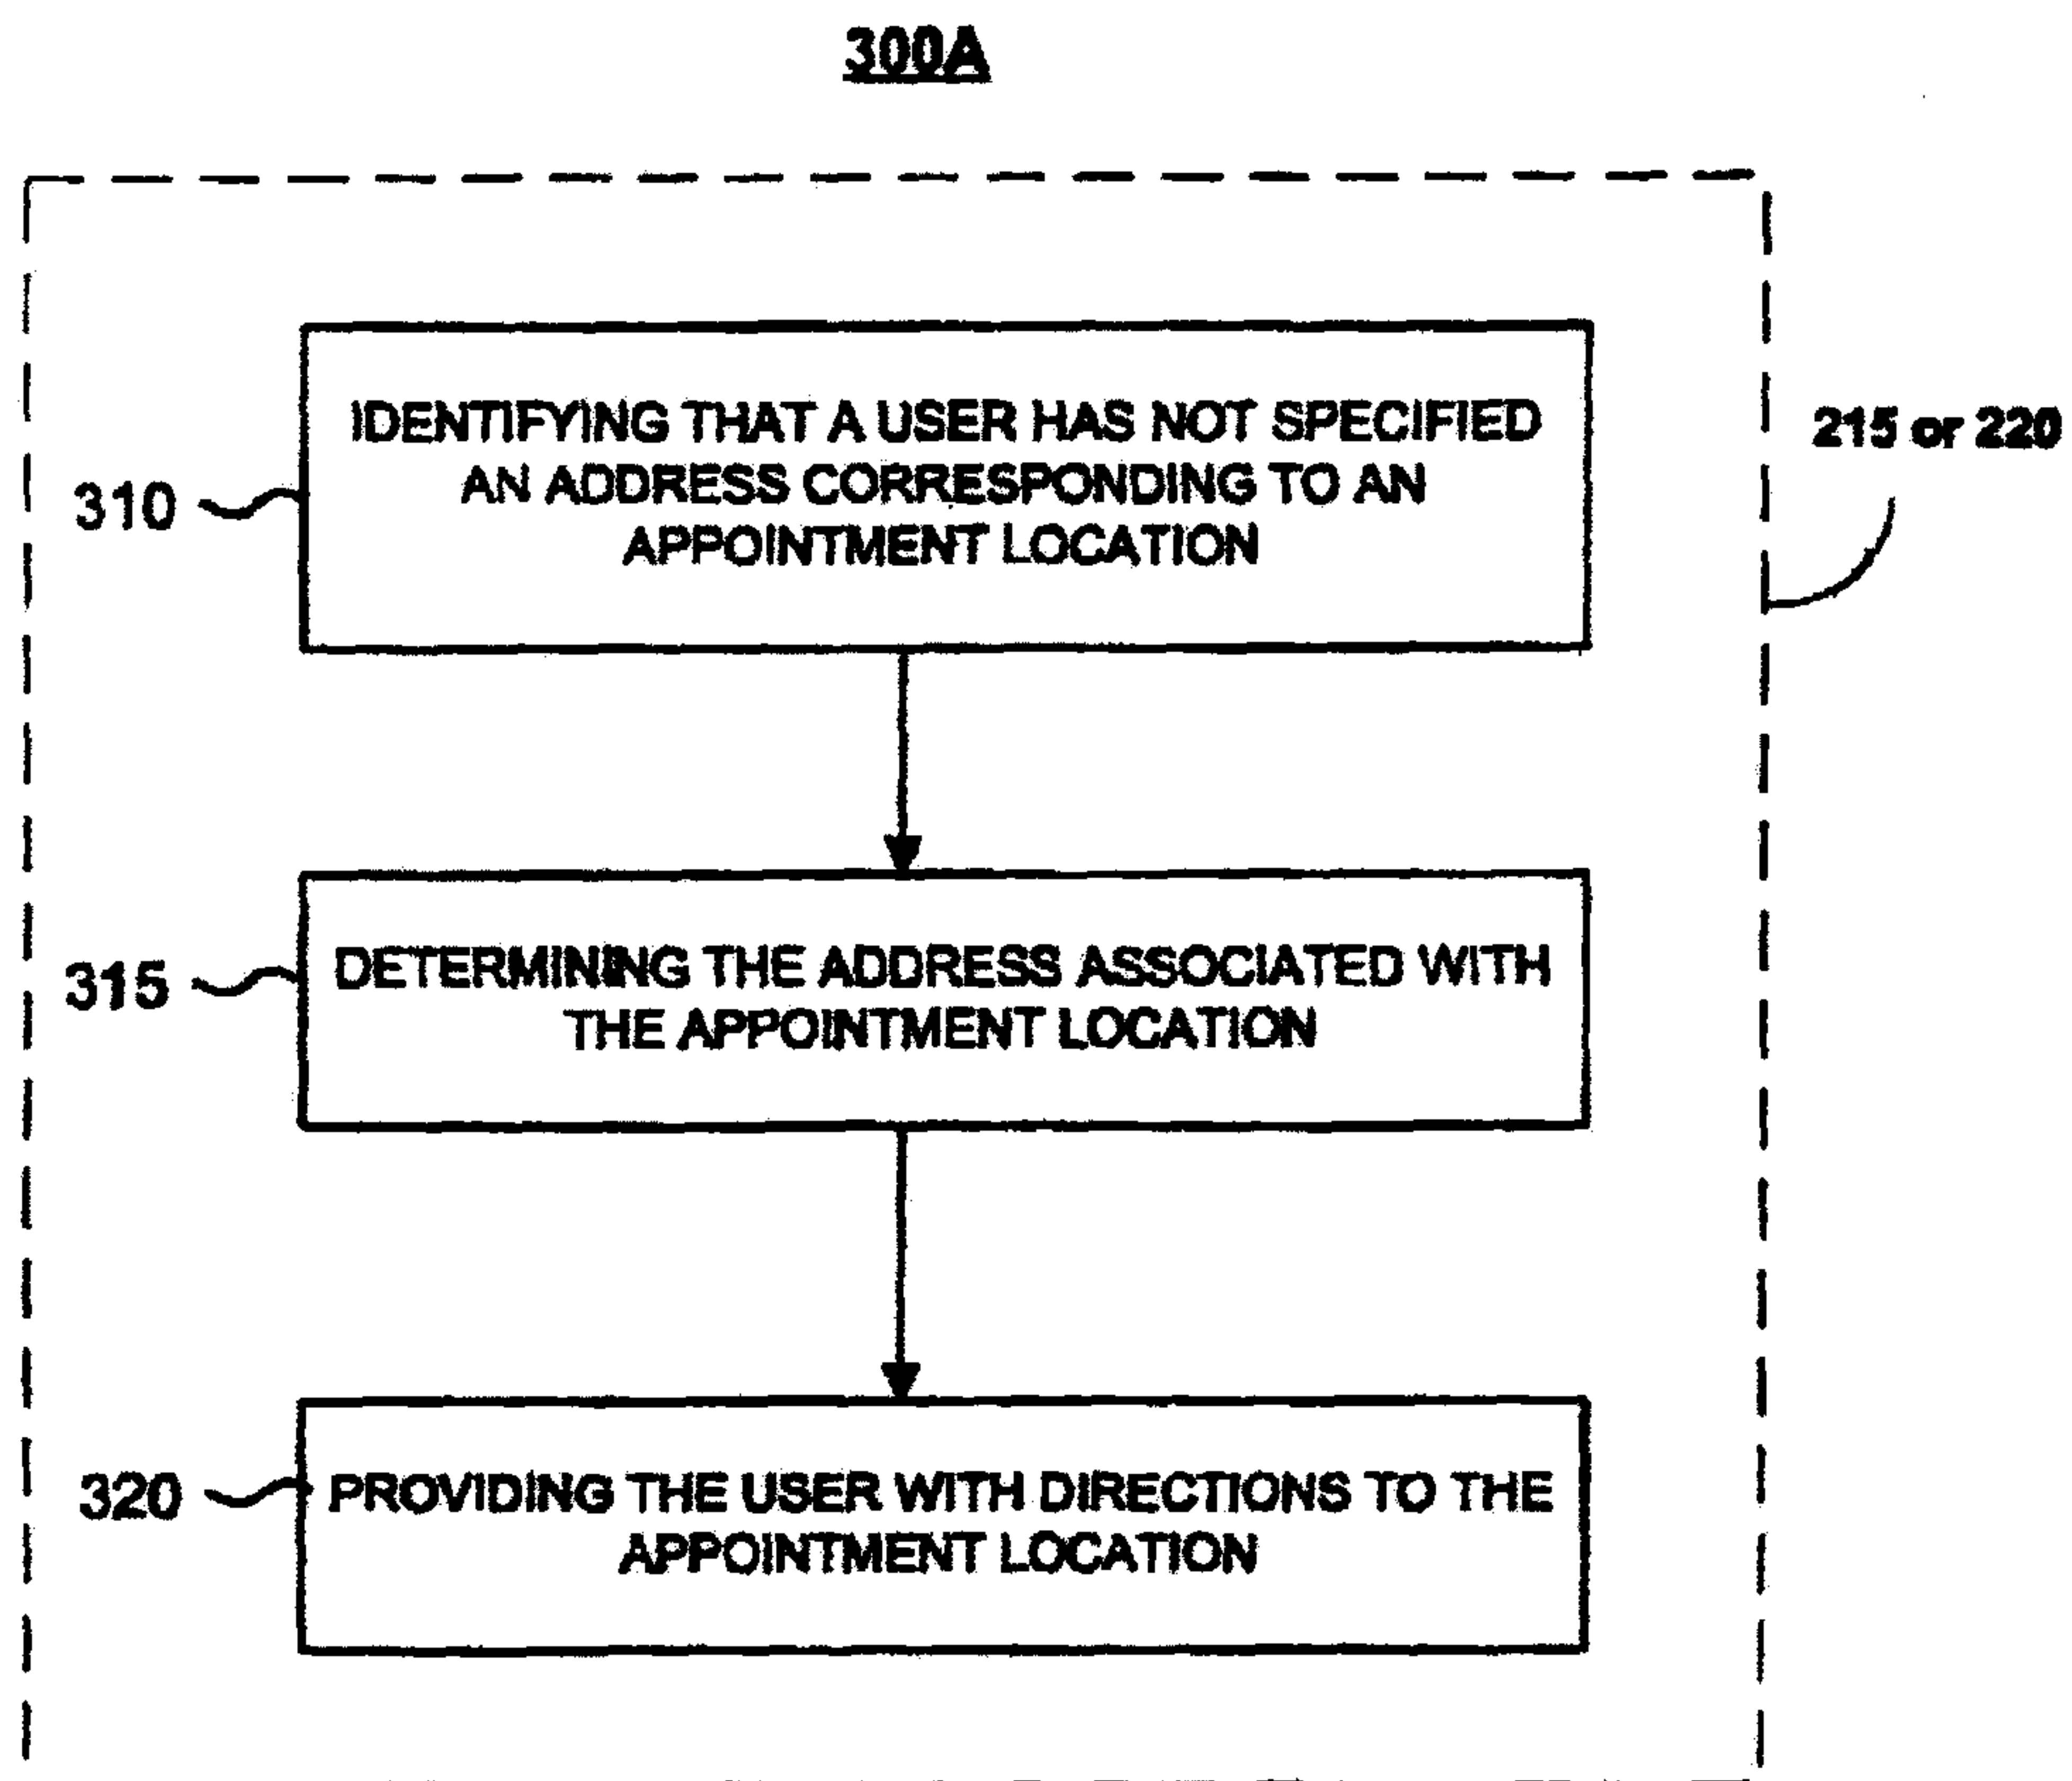 300A
IDENTIFYING THAT A USER HAS NOT SPECIFIED
AN ADDRESS CORRESPONDING TO AN
APPOINTMENT LOCATION
310
215 or 220
DETERMINING THE ADDRESS ASSOCIATED WITH
THE APPOINTMENT LOCATION
315
PROVIDING THE USER WITH DIRECTIONS TO THE
APPOINTMENT LOCATION
320